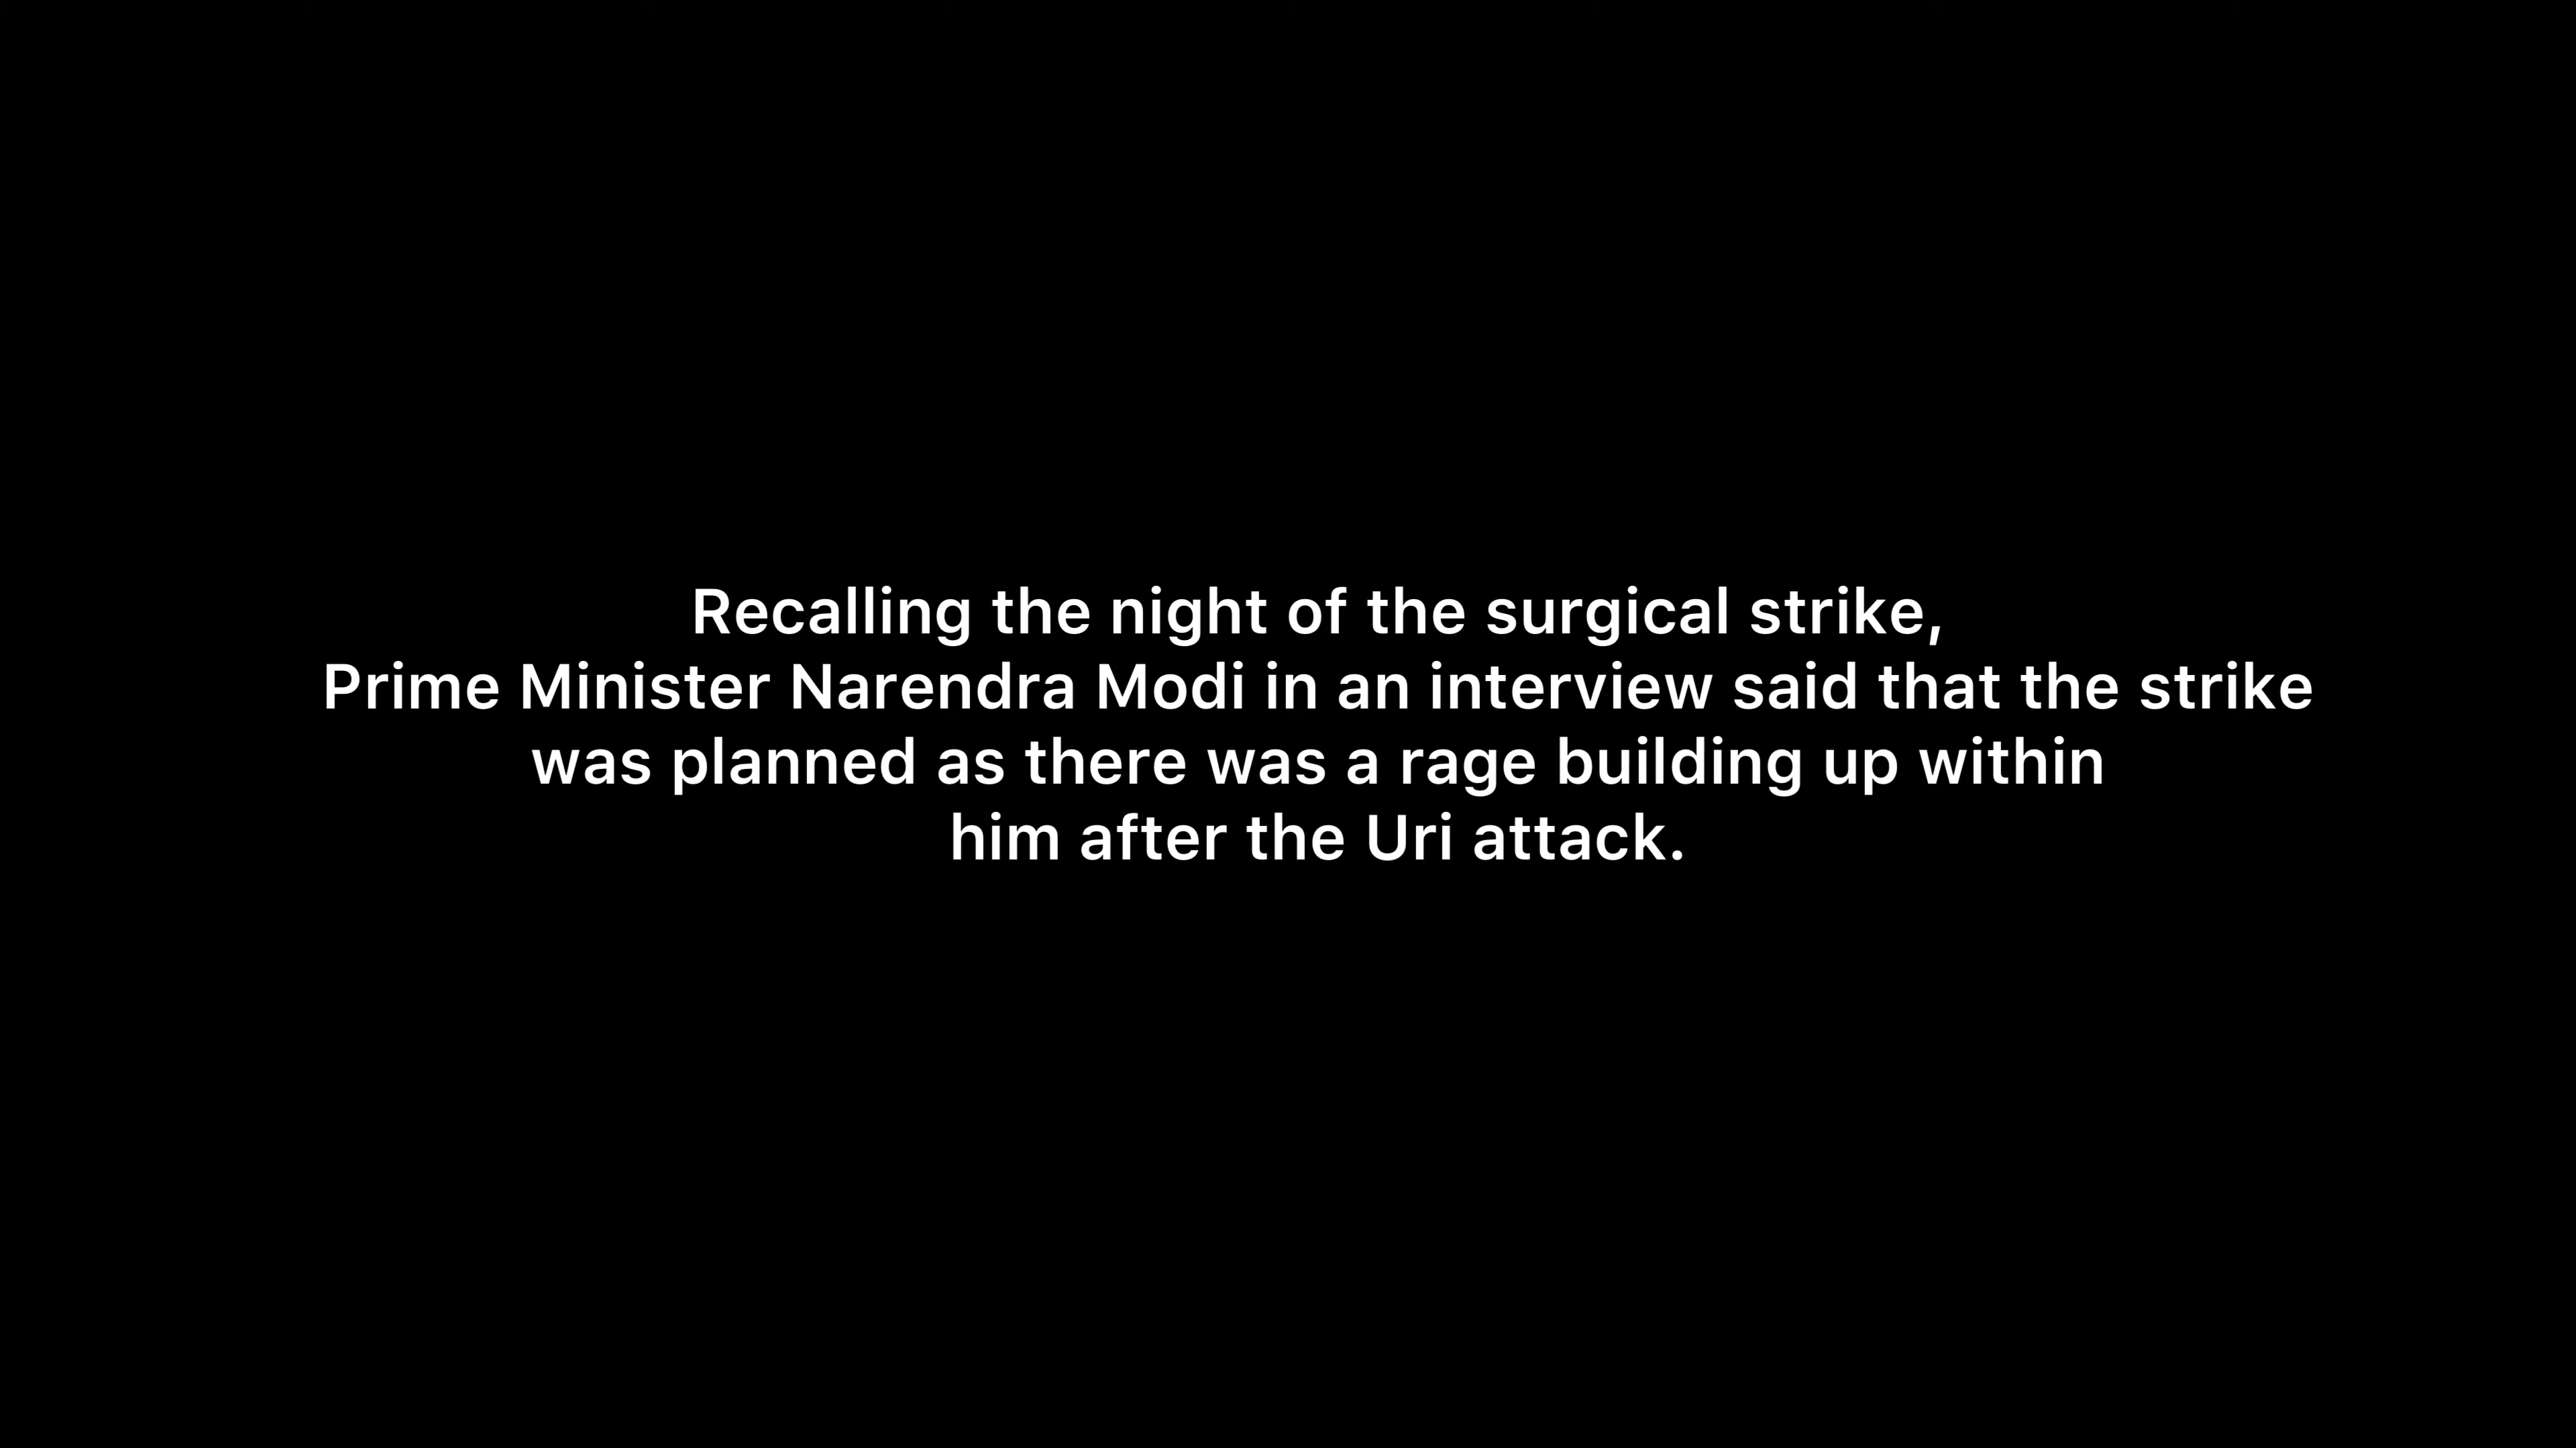 Recalling the night of the surgical strike,
Prime Minister Narendra Modi in an interview said that the strike
was planned as there was a rage building up within
him after the Uri attack.